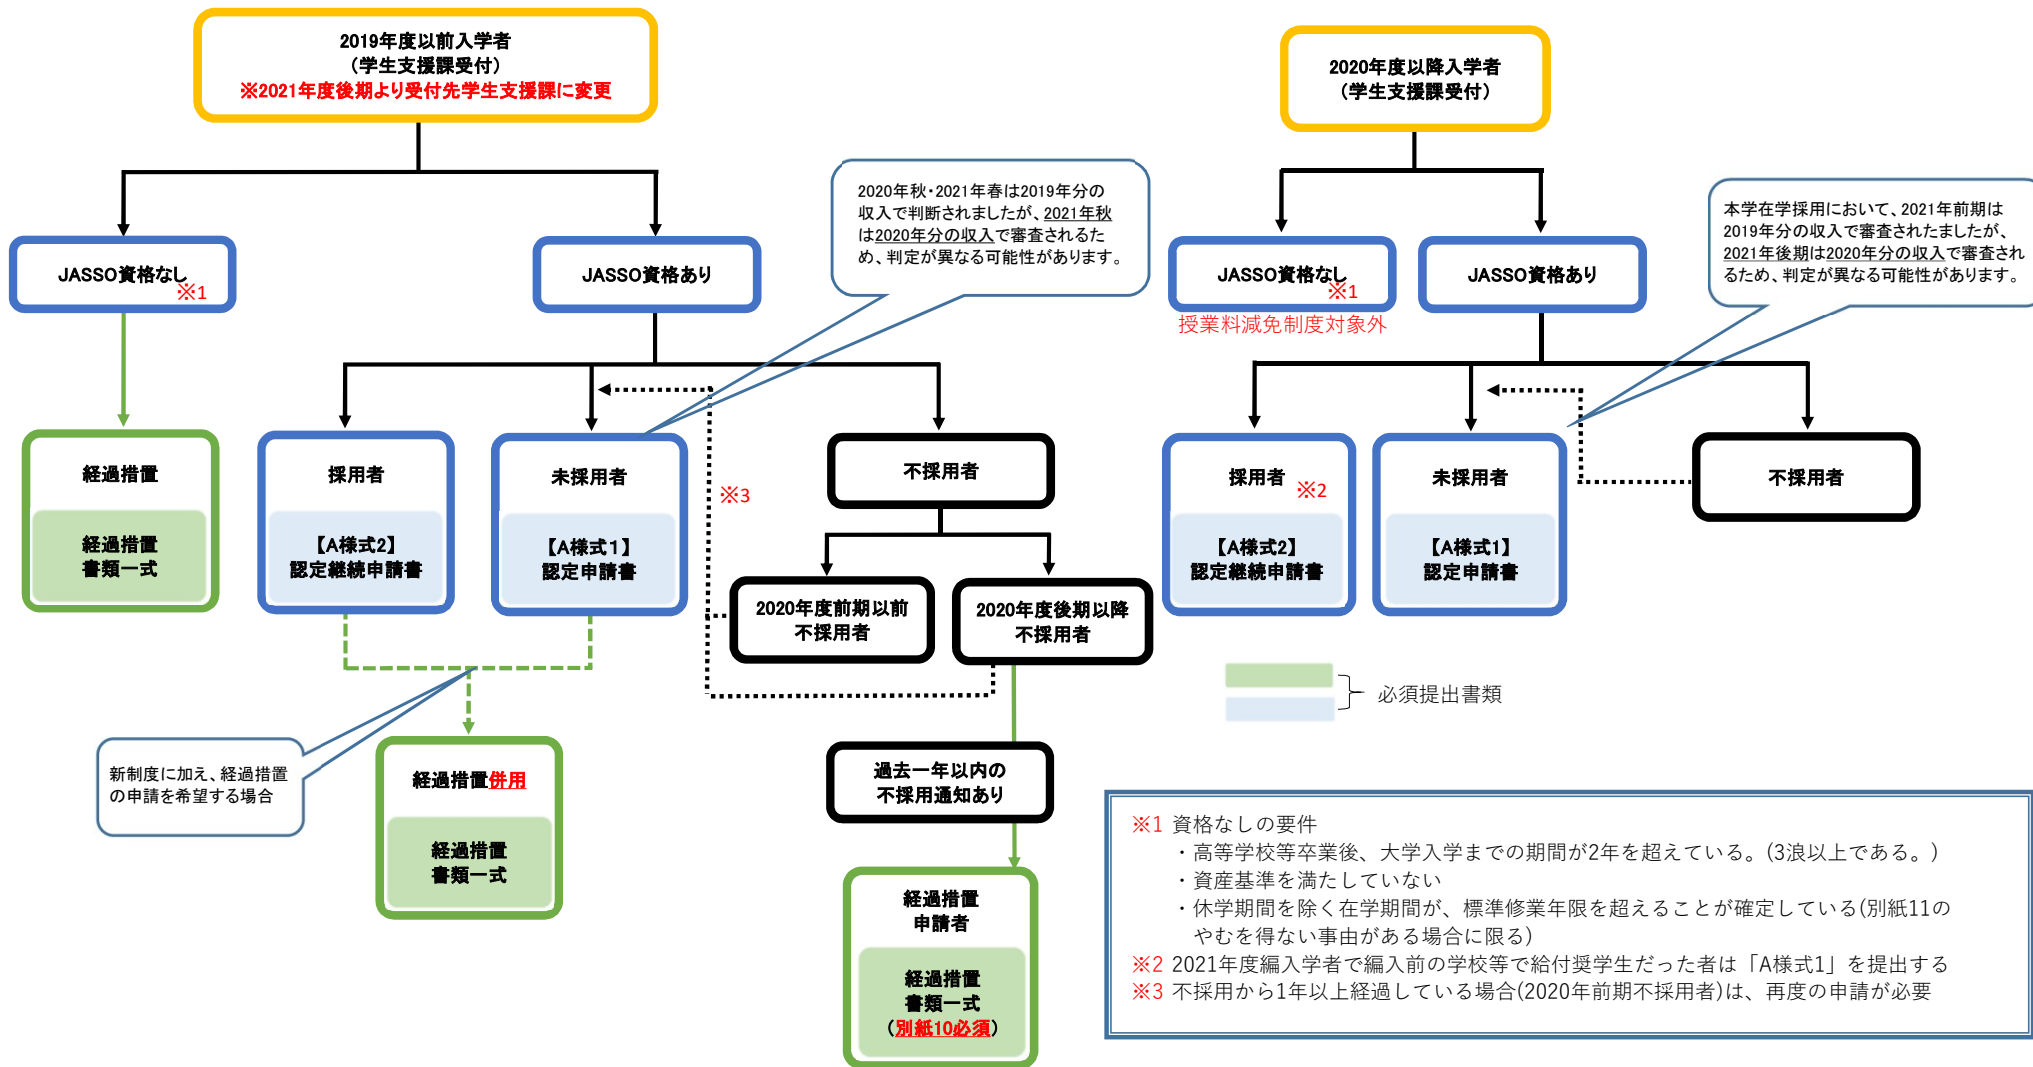 2019年度以前入学者
(学生支援課受付)
※2021年度後期より受付先学生支援課に変更
JASSO資格なし
※1
JASSO資格あり
2020年秋・2021年春は2019年分の
収入で判断されましたが、2021年秋
は2020年分の収入で審査されるた
め、判定が異なる可能性があります。
経過措置
経過措置
書類一式
採用者
【A様式2】
認定継続申請書
未採用者
【A様式1】
認定申請書
※3
不採用者
2020年度前期以前
不採用者
2020年度後期以降
不採用者
新制度に加え、経過措置
の申請を希望する場合
経過措置併用
経過措置
書類一式
過去一年以内の
不採用通知あり
経過措置
申請者
経過措置
書類一式
(別紙10必須)
2020年度以降入学者
(学生支援課受付)
JASSO資格なし
※1
授業料減免制度対象外
JASSO資格あり
本学在学採用において、2021年前期は
2019年分の収入で審査されたましたが、
2021年後期は2020年分の収入で審査され
るため、判定が異なる可能性があります。
採用者
※2
【A様式2】
認定継続申請書
未採用者
【A様式1】
認定申請書
不採用者
必須提出書類
※1 資格なしの要件
・高等学校等卒業後、大学入学までの期間が2年を超えている。(3浪以上である。)
・資産基準を満たしていない
・休学期間を除く在学期間が、標準修業年限を超えることが確定している(別紙11の
やむを得ない事由がある場合に限る)
※2 2021年度編入学者で編入前の学校等で給付奨学生だった者は「A様式1」を提出する
※3 不採用から1年以上経過している場合(2020年前期不採用者)は、再度の申請が必要